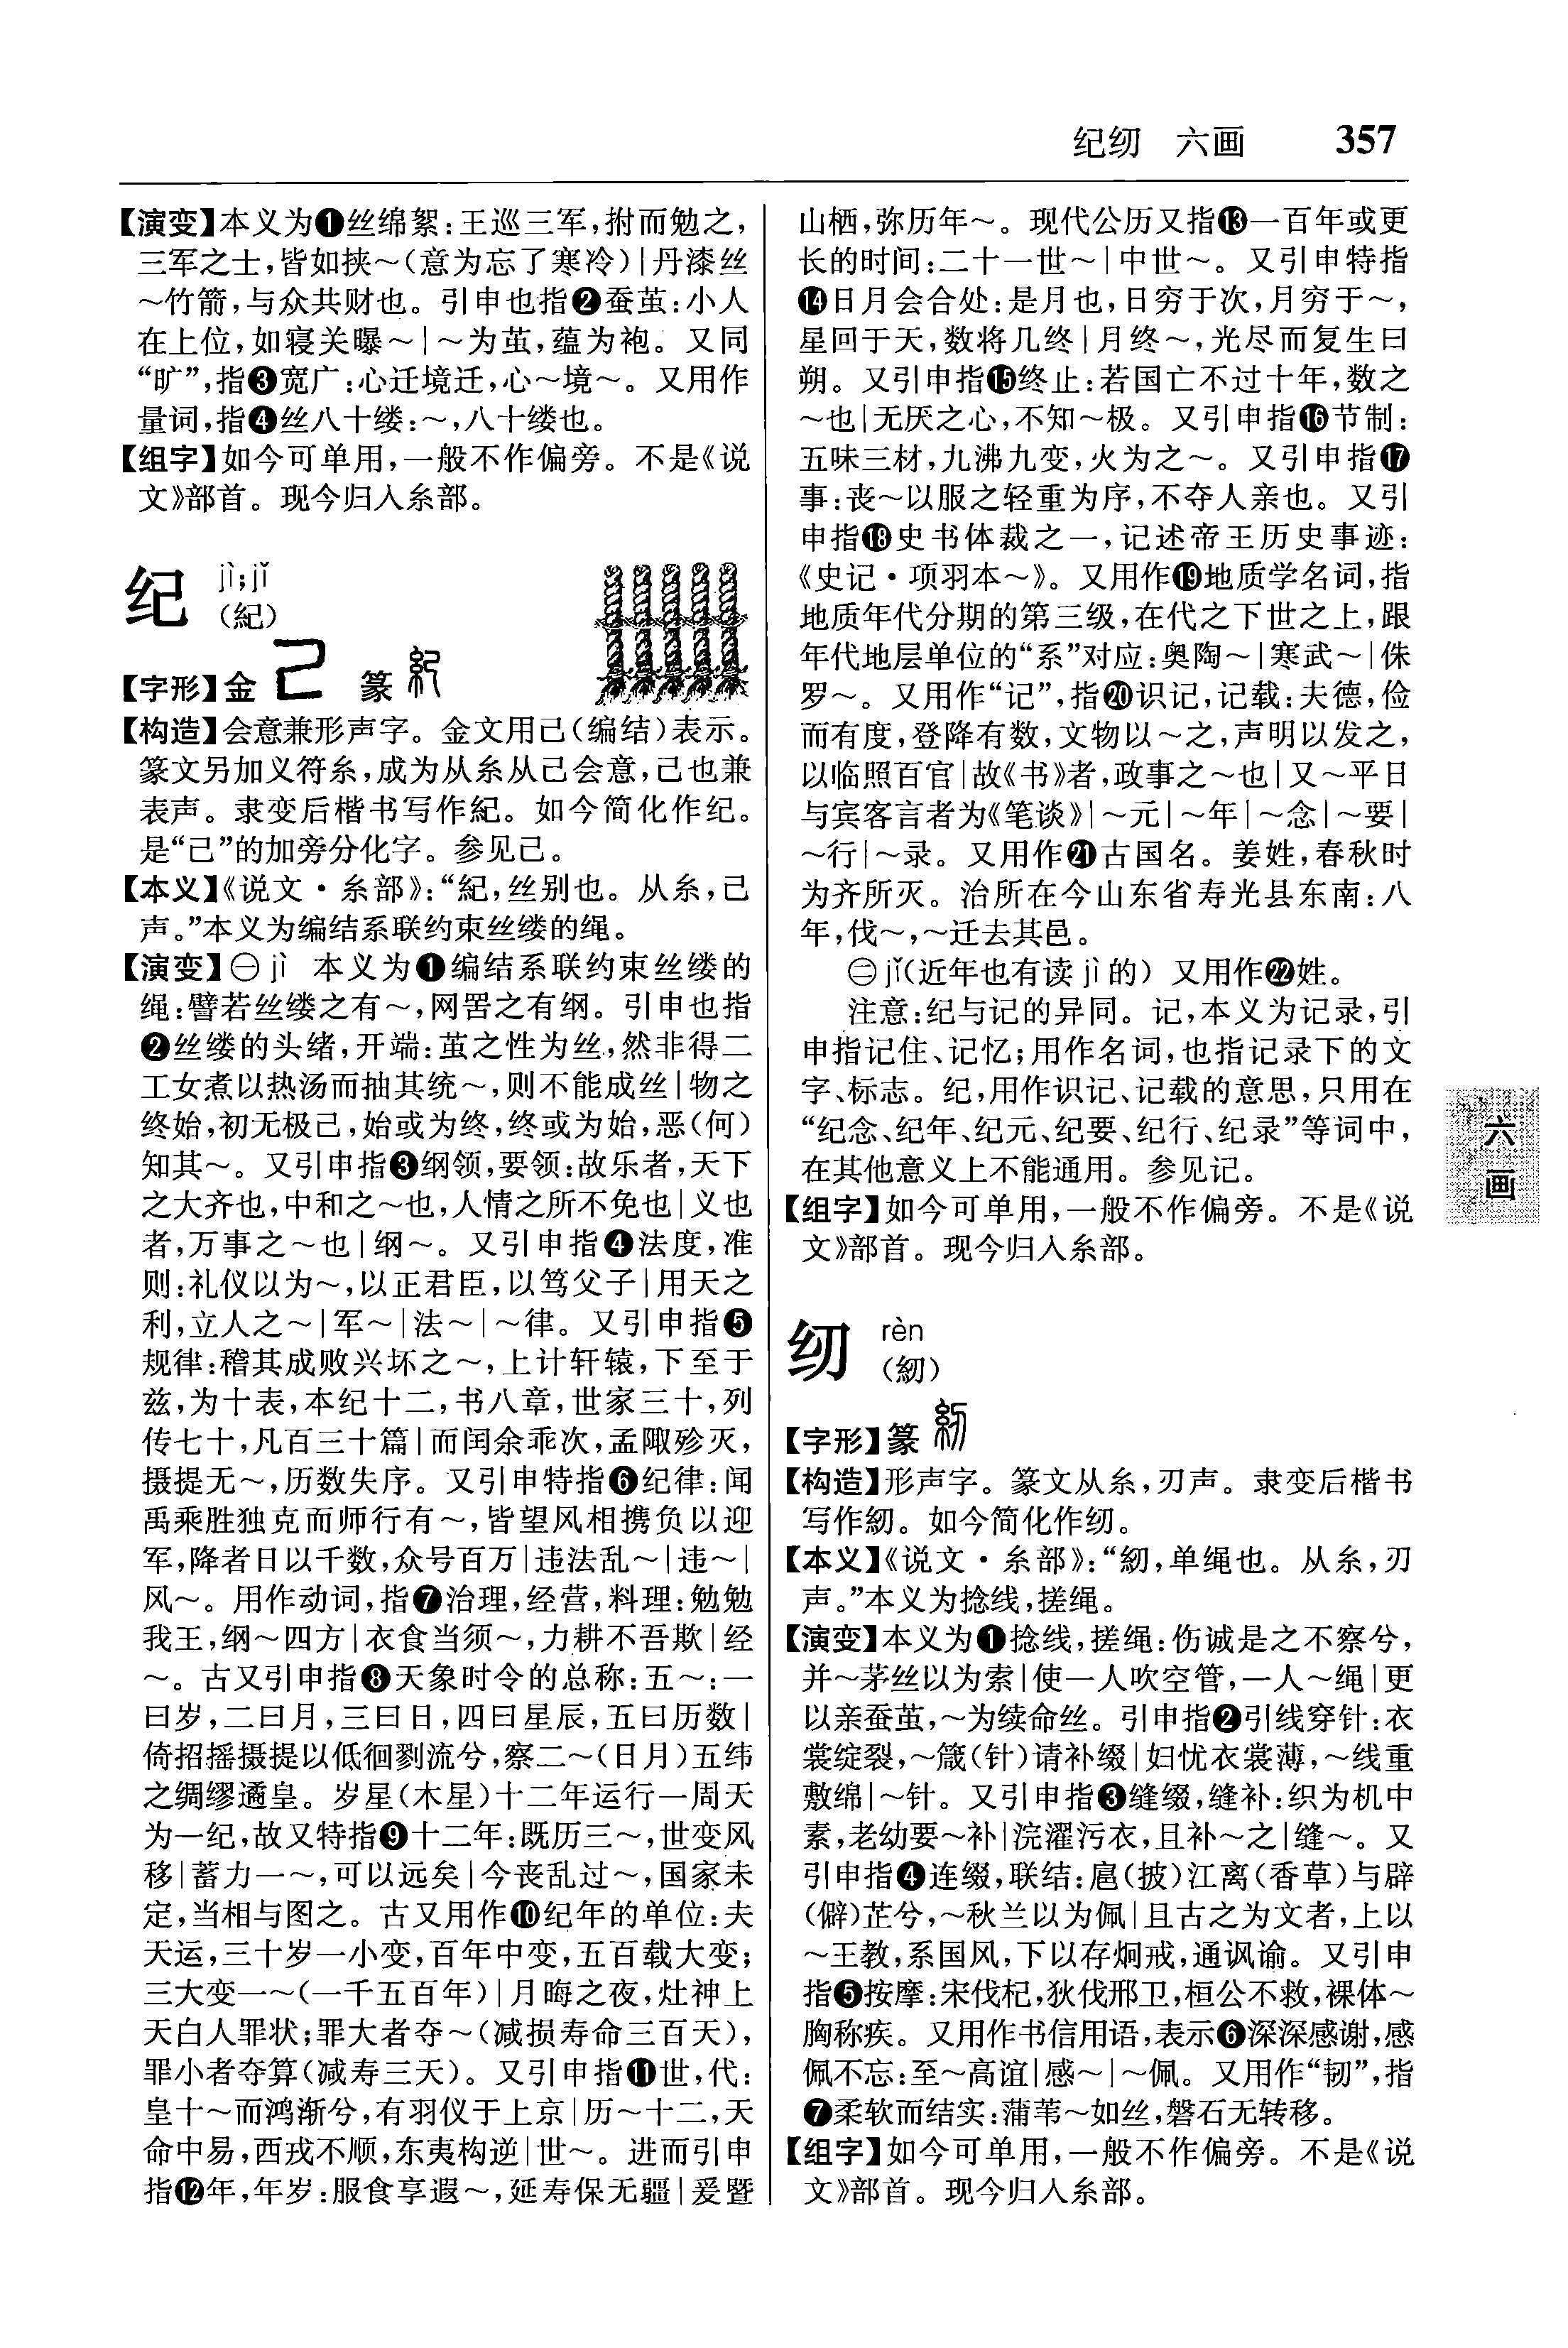 纪纫 六画 357
【演变】本义为❶丝绵絮:王巡三军,拊而勉之,
三军之士,皆如挟～(意为忘了寒冷)|丹漆丝
～竹箭,与众共财也。引申也指❷蚕茧:小人
在上位,如寝关曝～|～为茧,蕴为袍。又同
“旷”,指❸宽广:心迁境迁,心～境～。又用作
量词,指❹丝八十缕:～,八十缕也。
【组字】如今可单用,一般不作偏旁。不是《说
文》部首。现今归入糸部。
纪 jì;jǐ
(紀)
【字形】金 己 篆 紀
【构造】会意兼形声字。金文用己(编结)表示。
篆文另加义符糸,成为从糸从己会意,己也兼
表声。隶变后楷书写作紀。如今简化作纪。
是“己”的加旁分化字。参见己。
【本义】《说文·糸部》:“紀,丝别也。从糸,己
声。”本义为编结系联约束丝缕的绳。
【演变】㊀jì 本义为❶编结系联约束丝缕的
绳:譬若丝缕之有～,网罟之有纲。引申也指
❷丝缕的头绪,开端:茧之性为丝,然非得二
工女煮以热汤而抽其统～,则不能成丝|物之
终始,初无极已,始或为终,终或为始,恶(何)
知其～。又引申指❸纲领,要领:故乐者,天下
之大齐也,中和之～也,人情之所不免也|义也
者,万事之～也|纲～。又引申指❹法度,准
则:礼仪以为～,以正君臣,以笃父子|用天之
利,立人之～|军～|法～|～律。又引申指❺
规律:稽其成败兴坏之～,上计轩辕,下至于
兹,为十表,本纪十二,书八章,世家三十,列
传七十,凡百三十篇|而闰余乖次,孟陬殄灭,
摄提无～,历数失序。又引申特指❻纪律:闻
禹乘胜独克而师行有～,皆望风相携负以迎
军,降者日以千数,众号百万|违法乱～|违～|
风～。用作动词,指❼治理,经营,料理:勉勉
我王,纲～四方|衣食当须～,力耕不吾欺|经
～。古又引申指❽天象时令的总称:五～:一
曰岁,二曰月,三曰日,四曰星辰,五曰历数|
倚招摇摄提以低徊剹流兮,察二～(日月)五纬
之绸缪遹皇。岁星(木星)十二年运行一周天
为一纪,故又特指❾十二年:既历三～,世变风
移|蓄力一～,可以远矣|今丧乱过～,国家未
定,当相与图之。古又用作❿纪年的单位:夫
天运,三十岁一小变,百年中变,五百载大变;
三大变一～(一千五百年)|月晦之夜,灶神上
天白人罪状;罪大者夺～(减损寿命三百天),
罪小者夺算(减寿三天)。又引申指⓫世,代:
皇十～而鸿渐兮,有羽仪于上京|历～十二,天
命中易,西戎不顺,东夷构逆|世～。进而引申
指⓬年,年岁:服食享遐～,延寿保无疆|爰暨
山栖,弥历年～。现代公历又指⓭一百年或更
长的时间:二十一世～|中世～。又引申特指
⓮日月会合处:是月也,日穷于次,月穷于～,
星回于天,数将几终|月终～,光尽而复生曰
朔。又引申指⓯终止:若国亡不过十年,数之
～也|无厌之心,不知～极。又引申指⓰节制:
五味三材,九沸九变,火为之～。又引申指⓱
事:丧～以服之轻重为序,不夺人亲也。又引
申指⓲史书体裁之一,记述帝王历史事迹:
《史记·项羽本～》。又用作⓳地质学名词,指
地质年代分期的第三级,在代之下世之上,跟
年代地层单位的“系”对应:奥陶～|寒武～|侏
罗～。又用作“记”,指⓴识记,记载:夫德,俭
而有度,登降有数,文物以～之,声明以发之,
以临照百官|故《书》者,政事之～也|又～平日
与宾客言者为《笔谈》|～元|～年|～念|～要|
～行|～录。又用作㉑古国名。姜姓,春秋时
为齐所灭。治所在今山东省寿光县东南:八
年,伐～,～迁去其邑。
㊁jǐ(近年也有读 jì 的) 又用作㉒姓。
注意:纪与记的异同。记,本义为记录,引
申指记住、记忆;用作名词,也指记录下的文
字、标志。纪,用作识记、记载的意思,只用在
“纪念、纪年、纪元、纪要、纪行、纪录”等词中,
在其他意义上不能通用。参见记。
【组字】如今可单用,一般不作偏旁。不是《说
文》部首。现今归入糸部。
纫 rèn
(紉)
【字形】篆 紉
【构造】形声字。篆文从糸,刃声。隶变后楷书
写作紉。如今简化作纫。
【本义】《说文·糸部》:“紉,单绳也。从糸,刃
声。”本义为捻线,搓绳。
【演变】本义为❶捻线,搓绳:伤诚是之不察兮,
并～茅丝以为索|使一人吹空管,一人～绳|更
以亲蚕茧,～为续命丝。引申指❷引线穿针:衣
裳绽裂,～箴(针)请补缀|妇忧衣裳薄,～线重
敷绵|～针。又引申指❸缝缀,缝补:织为机中
素,老幼要～补|浣濯污衣,且补～之|缝～。又
引申指❹连缀,联结:扈(披)江离(香草)与辟
(僻)芷兮,～秋兰以为佩|且古之为文者,上以
～王教,系国风,下以存炯戒,通讽谕。又引申
指❺按摩:宋伐杞,狄伐邢卫,桓公不救,裸体～
胸称疾。又用作书信用语,表示❻深深感谢,感
佩不忘:至～高谊|感～|～佩。又用作“韧”,指
❼柔软而结实:蒲苇～如丝,磐石无转移。
【组字】如今可单用,一般不作偏旁。不是《说
文》部首。现今归入糸部。
六
画